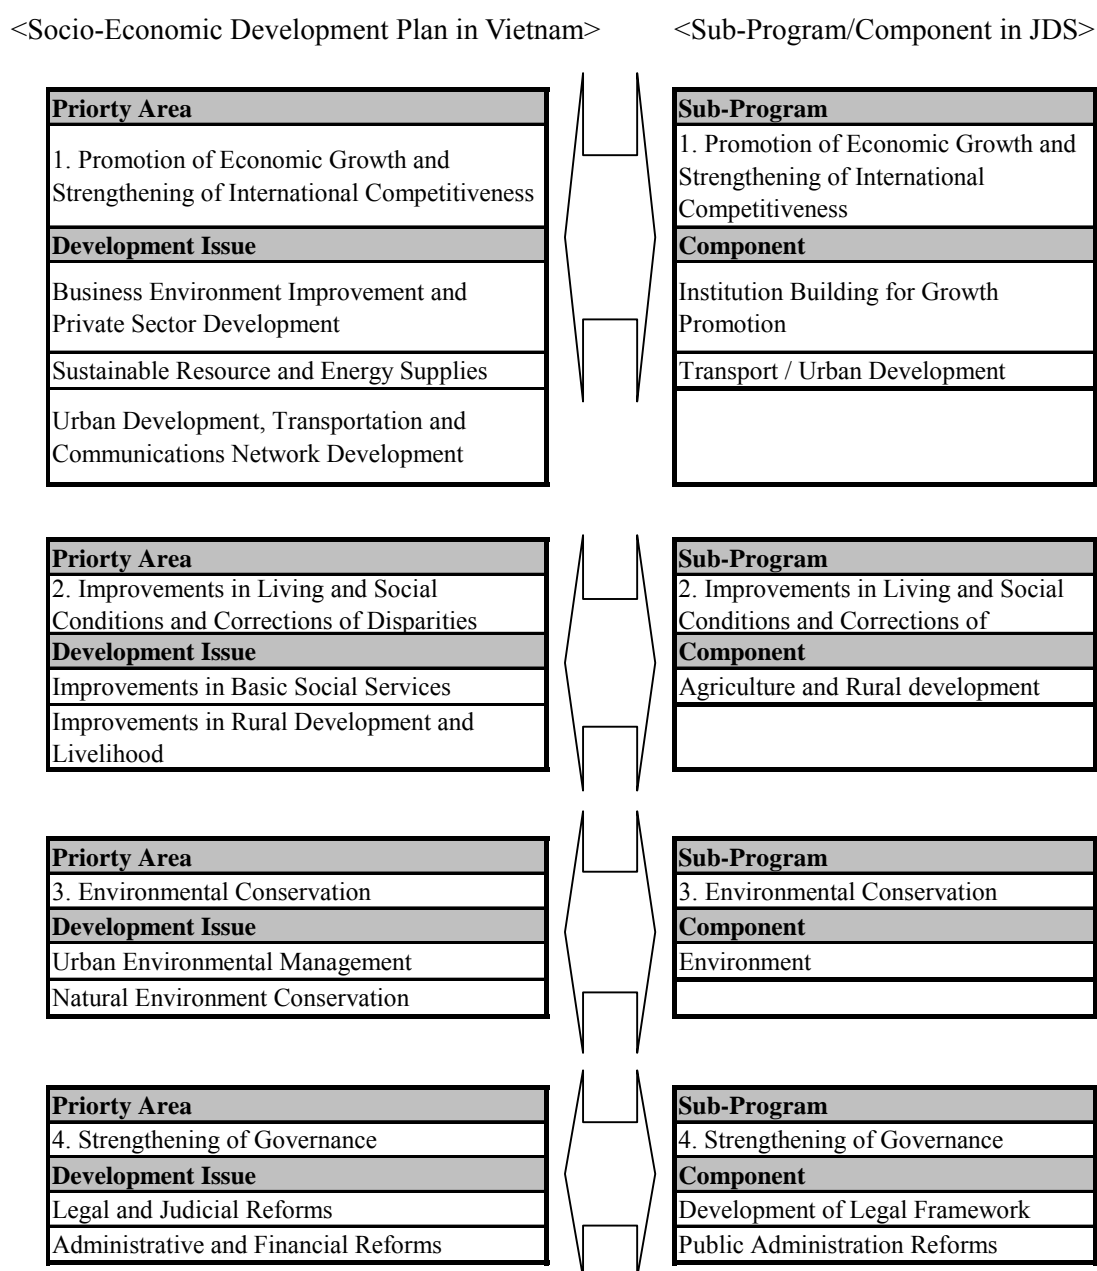 <Socio-Economic Development Plan in Vietnam>
<Sub-Program/Component in JDS>
Priorty Area
1. Promotion of Economic Growth and
Strengthening of International Competitiveness
Development Issue
Business Environment Improvement and
Private Sector Development
Sustainable Resource and Energy Supplies
Urban Development, Transportation and
Communications Network Development
Sub-Program
1. Promotion of Economic Growth and
Strengthening of International
Competitiveness
Component
Institution Building for Growth
Promotion
Transport / Urban Development
Priorty Area
2. Improvements in Living and Social
Conditions and Corrections of Disparities
Development Issue
Improvements in Basic Social Services
Improvements in Rural Development and
Livelihood
Sub-Program
2. Improvements in Living and Social
Conditions and Corrections of
Component
Agriculture and Rural development
Priorty Area
3. Environmental Conservation
Development Issue
Urban Environmental Management
Natural Environment Conservation
Sub-Program
3. Environmental Conservation
Component
Environment
Priorty Area
4. Strengthening of Governance
Development Issue
Legal and Judicial Reforms
Administrative and Financial Reforms
Sub-Program
4. Strengthening of Governance
Component
Development of Legal Framework
Public Administration Reforms